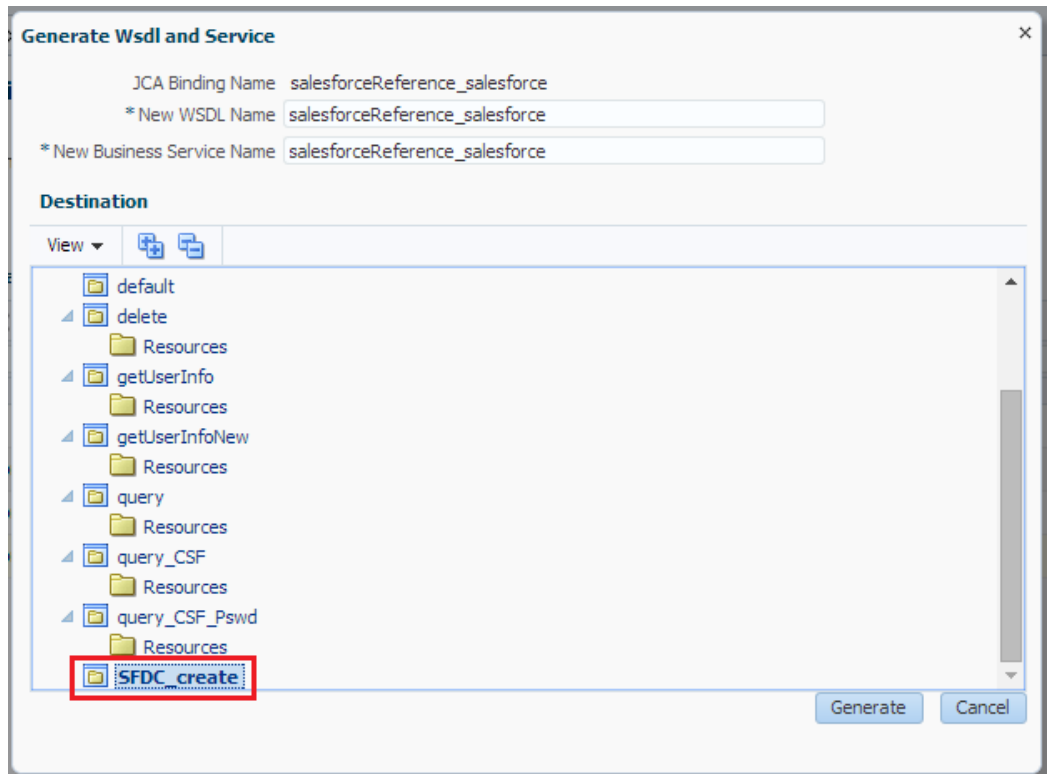 Generate Wsdl and Service
JCA Binding Name salesforceReference_salesforce
* New WSDL Name salesforceReference_salesforce
* New Business Service Name salesforceReference_salesforce
Destination
View
default
delete
Resources
getUserInfo
Resources
getUserInfoNew
Resources
query
Resources
query_CSF
Resources
query_CSF_Pswd
Resources
SFDC_create
Generate Cancel